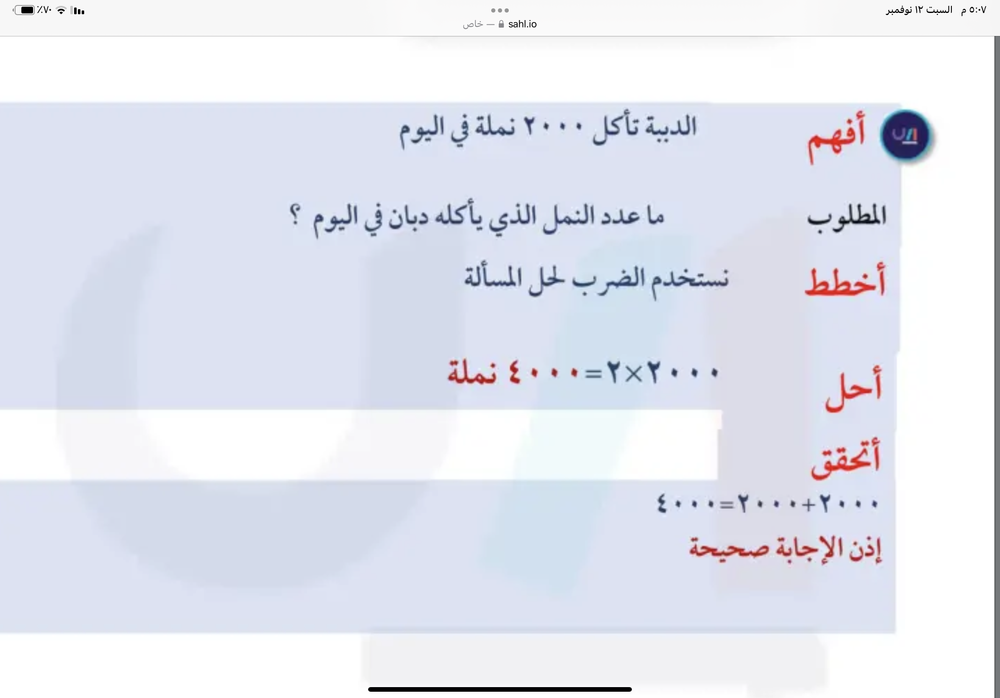 ٥:٠٧ م السبت ١٢ نوفمبر
٪٧٠
sahl.io — خاص
أفهم الديبة تأكل ٢٠٠٠ نملة في اليوم
المطلوب ما عدد النمل الذي يأكله دبان في اليوم ؟
أخطط نستخدم الضرب لحل المسألة
أحل ٢٠٠٠×٢=٤٠٠٠ نملة
أتحقق
٢٠٠٠+٢٠٠٠=٤٠٠٠
إذن الإجابة صحيحة